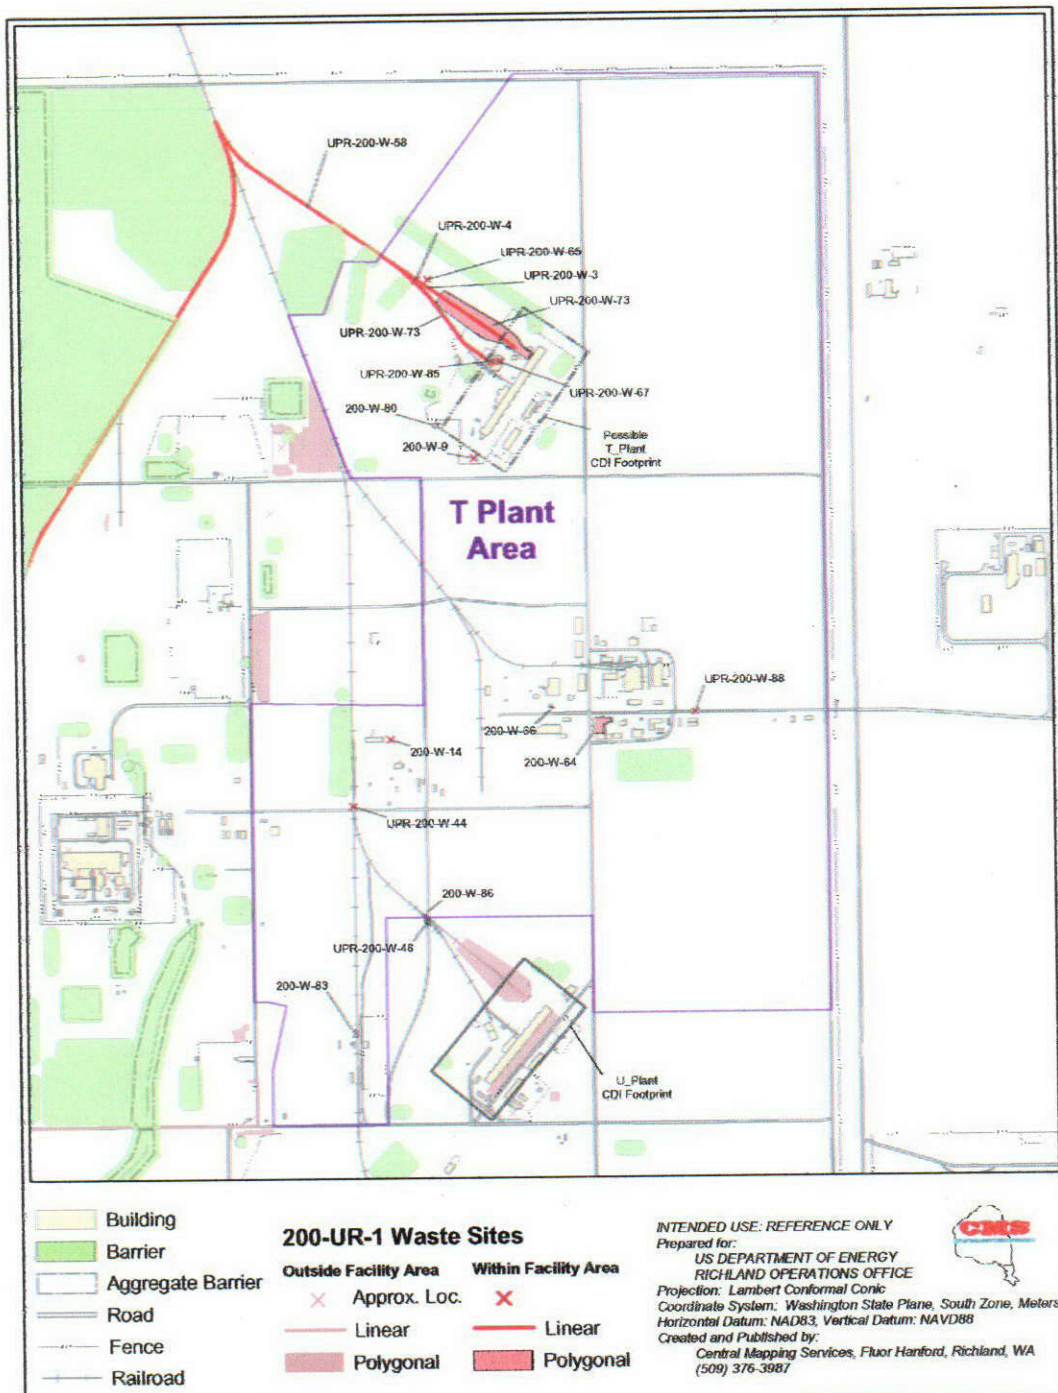 UPR-200-W-58
UPR-200-W-4
UPR-200-W-65
UPR-200-W-3
UPR-200-W-73
UPR-200-W-73
UPR-200-W-85
UPR-200-W-67
200-W-80
Possible
T_Plant
CDI Footprint
200-W-9
T Plant
Area
UPR-200-W-88
200-W-66
200-W-14
200-W-64
UPR-200-W-44
200-W-86
UPR-200-W-46
200-W-83
U_Plant
CDI Footprint
Building
Barrier
Aggregate Barrier
Road
Fence
Railroad
200-UR-1 Waste Sites
Outside Facility Area
Within Facility Area
Approx. Loc.
Linear
Linear
Polygonal
Polygonal
INTENDED USE: REFERENCE ONLY
Prepared for:
US DEPARTMENT OF ENERGY
RICHLAND OPERATIONS OFFICE
Projection: Lambert Conformal Conic
Coordinate System: Washington State Plane, South Zone, Meters
Horizontal Datum: NAD83, Vertical Datum: NAVD88
Created and Published by:
Central Mapping Services, Fluor Hanford, Richland, WA
(509) 376-3987
CMS